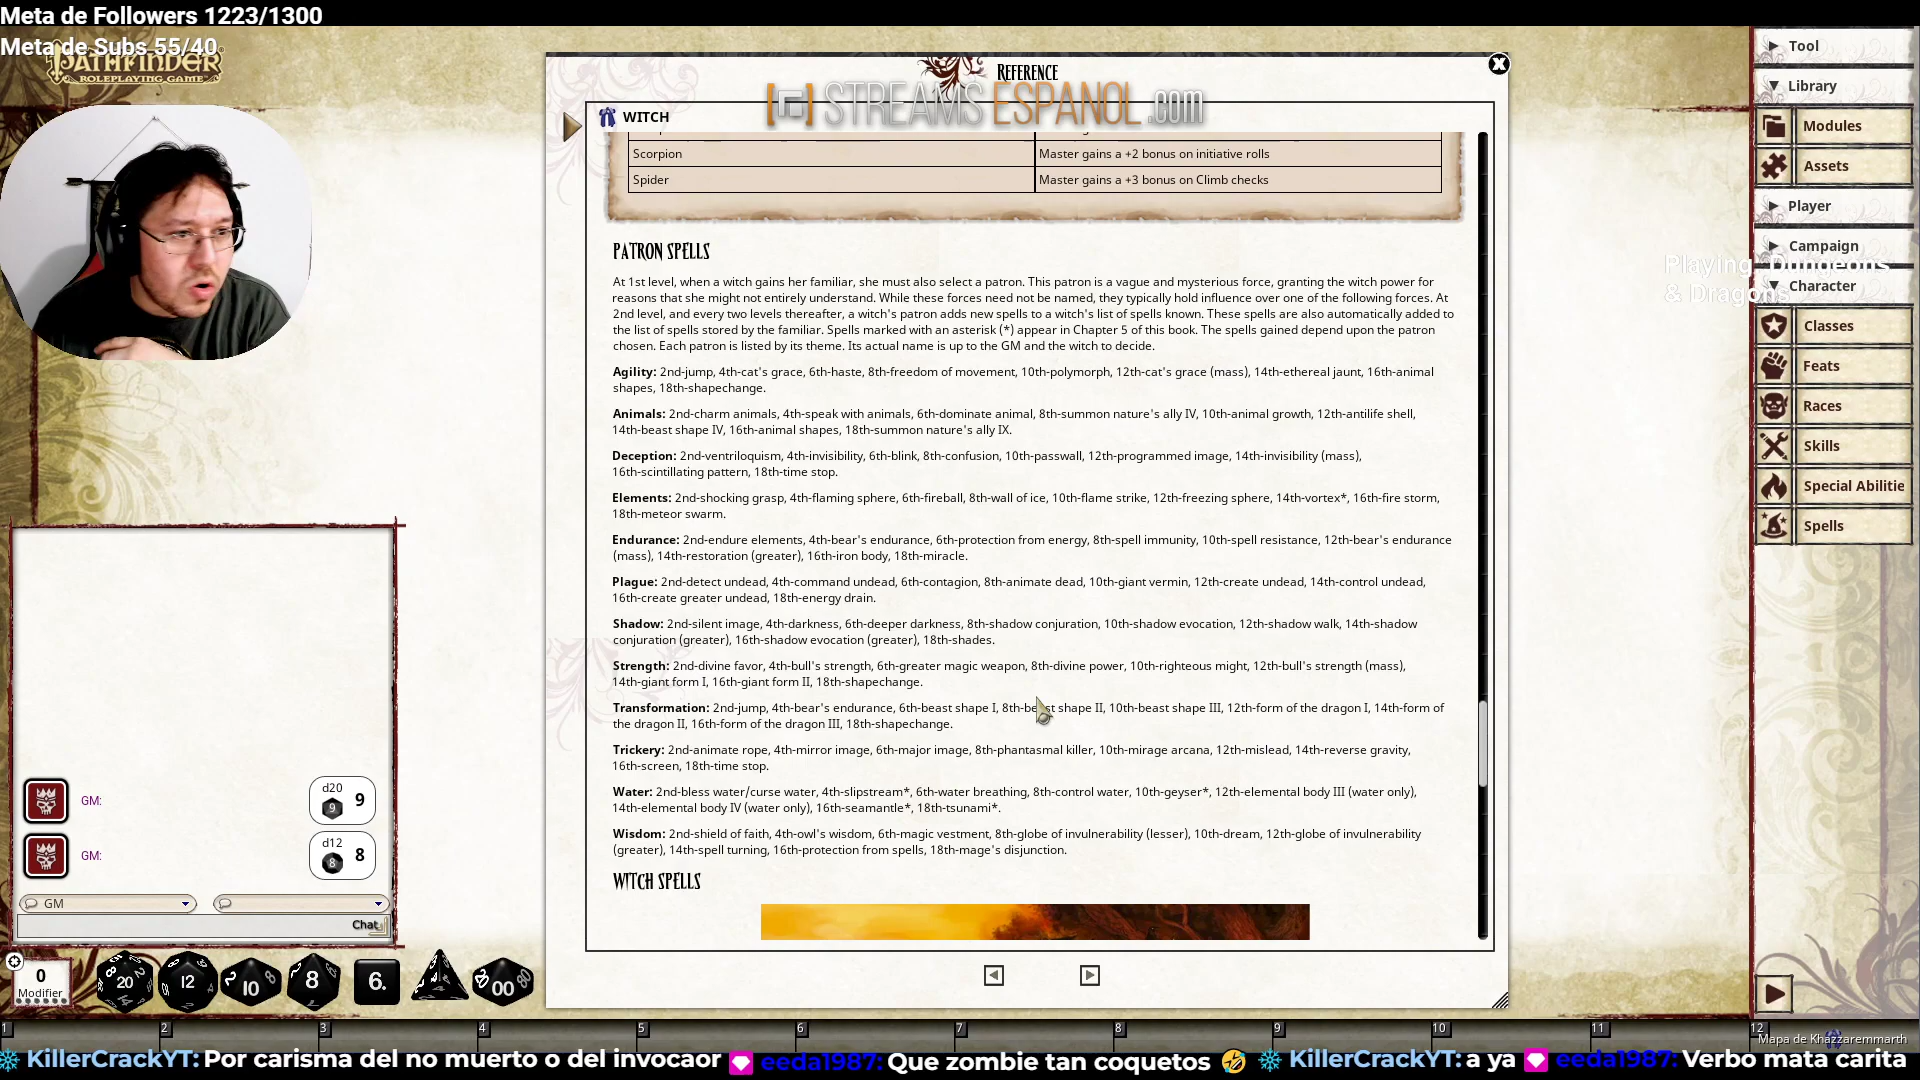 Meta de Followers 1223/1300
Meta de Subs 55/40
PATHFINDER
ROLEPLAYING GAME
REFERENCE
STREAMS ESPAÑOL.com
WITCH
Scorpion Master gains a +2 bonus on initiative rolls
Spider Master gains a +3 bonus on Climb checks
PATRON SPELLS
At 1st level, when a witch gains her familiar, she must also select a patron. This patron is a vague and mysterious force, granting the witch power for
reasons that she might not entirely understand. While these forces need not be named, they typically hold influence over one of the following forces. At
2nd level, and every two levels thereafter, a witch's patron adds new spells to a witch's list of spells known. These spells are also automatically added to
the list of spells stored by the familiar. Spells marked with an asterisk (*) appear in Chapter 5 of this book. The spells gained depend upon the patron
chosen. Each patron is listed by its theme. Its actual name is up to the GM and the witch to decide.
Agility: 2nd-jump, 4th-cat's grace, 6th-haste, 8th-freedom of movement, 10th-polymorph, 12th-cat's grace (mass), 14th-ethereal jaunt, 16th-animal
shapes, 18th-shapechange.
Animals: 2nd-charm animals, 4th-speak with animals, 6th-dominate animal, 8th-summon nature's ally IV, 10th-animal growth, 12th-antilife shell,
14th-beast shape IV, 16th-animal shapes, 18th-summon nature's ally IX.
Deception: 2nd-ventriloquism, 4th-invisibility, 6th-blink, 8th-confusion, 10th-passwall, 12th-programmed image, 14th-invisibility (mass),
16th-scintillating pattern, 18th-time stop.
Elements: 2nd-shocking grasp, 4th-flaming sphere, 6th-fireball, 8th-wall of ice, 10th-flame strike, 12th-freezing sphere, 14th-vortex*, 16th-fire storm,
18th-meteor swarm.
Endurance: 2nd-endure elements, 4th-bear's endurance, 6th-protection from energy, 8th-spell immunity, 10th-spell resistance, 12th-bear's endurance
(mass), 14th-restoration (greater), 16th-iron body, 18th-miracle.
Plague: 2nd-detect undead, 4th-command undead, 6th-contagion, 8th-animate dead, 10th-giant vermin, 12th-create undead, 14th-control undead,
16th-create greater undead, 18th-energy drain.
Shadow: 2nd-silent image, 4th-darkness, 6th-deeper darkness, 8th-shadow conjuration, 10th-shadow evocation, 12th-shadow walk, 14th-shadow
conjuration (greater), 16th-shadow evocation (greater), 18th-shades.
Strength: 2nd-divine favor, 4th-bull's strength, 6th-greater magic weapon, 8th-divine power, 10th-righteous might, 12th-bull's strength (mass),
14th-giant form I, 16th-giant form II, 18th-shapechange.
Transformation: 2nd-jump, 4th-bear's endurance, 6th-beast shape I, 8th-beast shape II, 10th-beast shape III, 12th-form of the dragon I, 14th-form of
the dragon II, 16th-form of the dragon III, 18th-shapechange.
Trickery: 2nd-animate rope, 4th-mirror image, 6th-major image, 8th-phantasmal killer, 10th-mirage arcana, 12th-mislead, 14th-reverse gravity,
16th-screen, 18th-time stop.
Water: 2nd-bless water/curse water, 4th-slipstream*, 6th-water breathing, 8th-control water, 10th-geyser*, 12th-elemental body III (water only),
14th-elemental body IV (water only), 16th-seamantle*, 18th-tsunami*.
Wisdom: 2nd-shield of faith, 4th-owl's wisdom, 6th-magic vestment, 8th-globe of invulnerability (lesser), 10th-dream, 12th-globe of invulnerability
(greater), 14th-spell turning, 16th-protection from spells, 18th-mage's disjunction.
WITCH SPELLS
Tool
Library
Modules
Assets
Player
Campaign
Playing: Dungeons
& Dragons
Character
Classes
Feats
Races
Skills
Special Abilitie
Spells
GM: d20 9 9
GM: d12 8 8
GM
Chat
0
Modifier
20 12 10 8 6. 00 80
1 2 3 4 5 6 7 8 9 10 11 12
Mapa de Khazzaremmarth
KillerCrackYT: Por carisma del no muerto o del invocaor eeda1987: Que zombie tan coquetos 🤣 KillerCrackYT: a ya eeda1987: Verbo mata carita